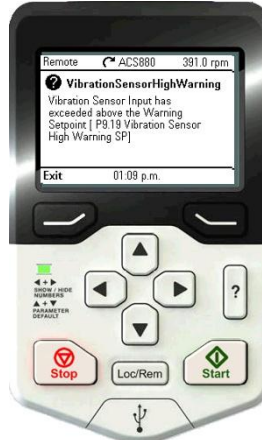 Remote ACS880 391.0 rpm
? VibrationSensorHighWarning
Vibration Sensor Input has
exceeded above the Warning
Setpoint [ P9.19 Vibration Sensor
High Warning SP]
Exit 01:09 p.m.
◄ + ►
SHOW / HIDE
NUMBERS
▲ + ▼
PARAMETER
DEFAULT
?
Stop Loc/Rem Start